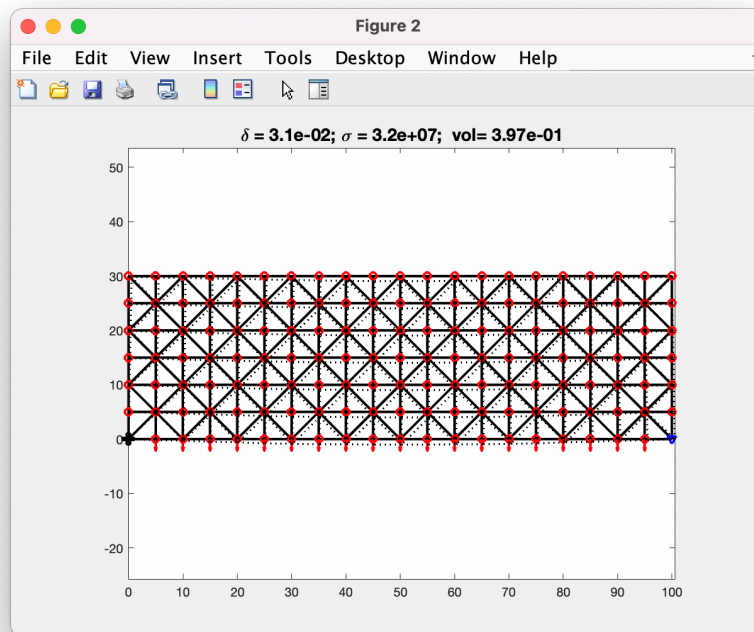 Figure 2
File Edit View Insert Tools Desktop Window Help
δ = 3.1e-02; σ = 3.2e+07; vol= 3.97e-01
50
40
30
20
10
0
-10
-20
0 10 20 30 40 50 60 70 80 90 100